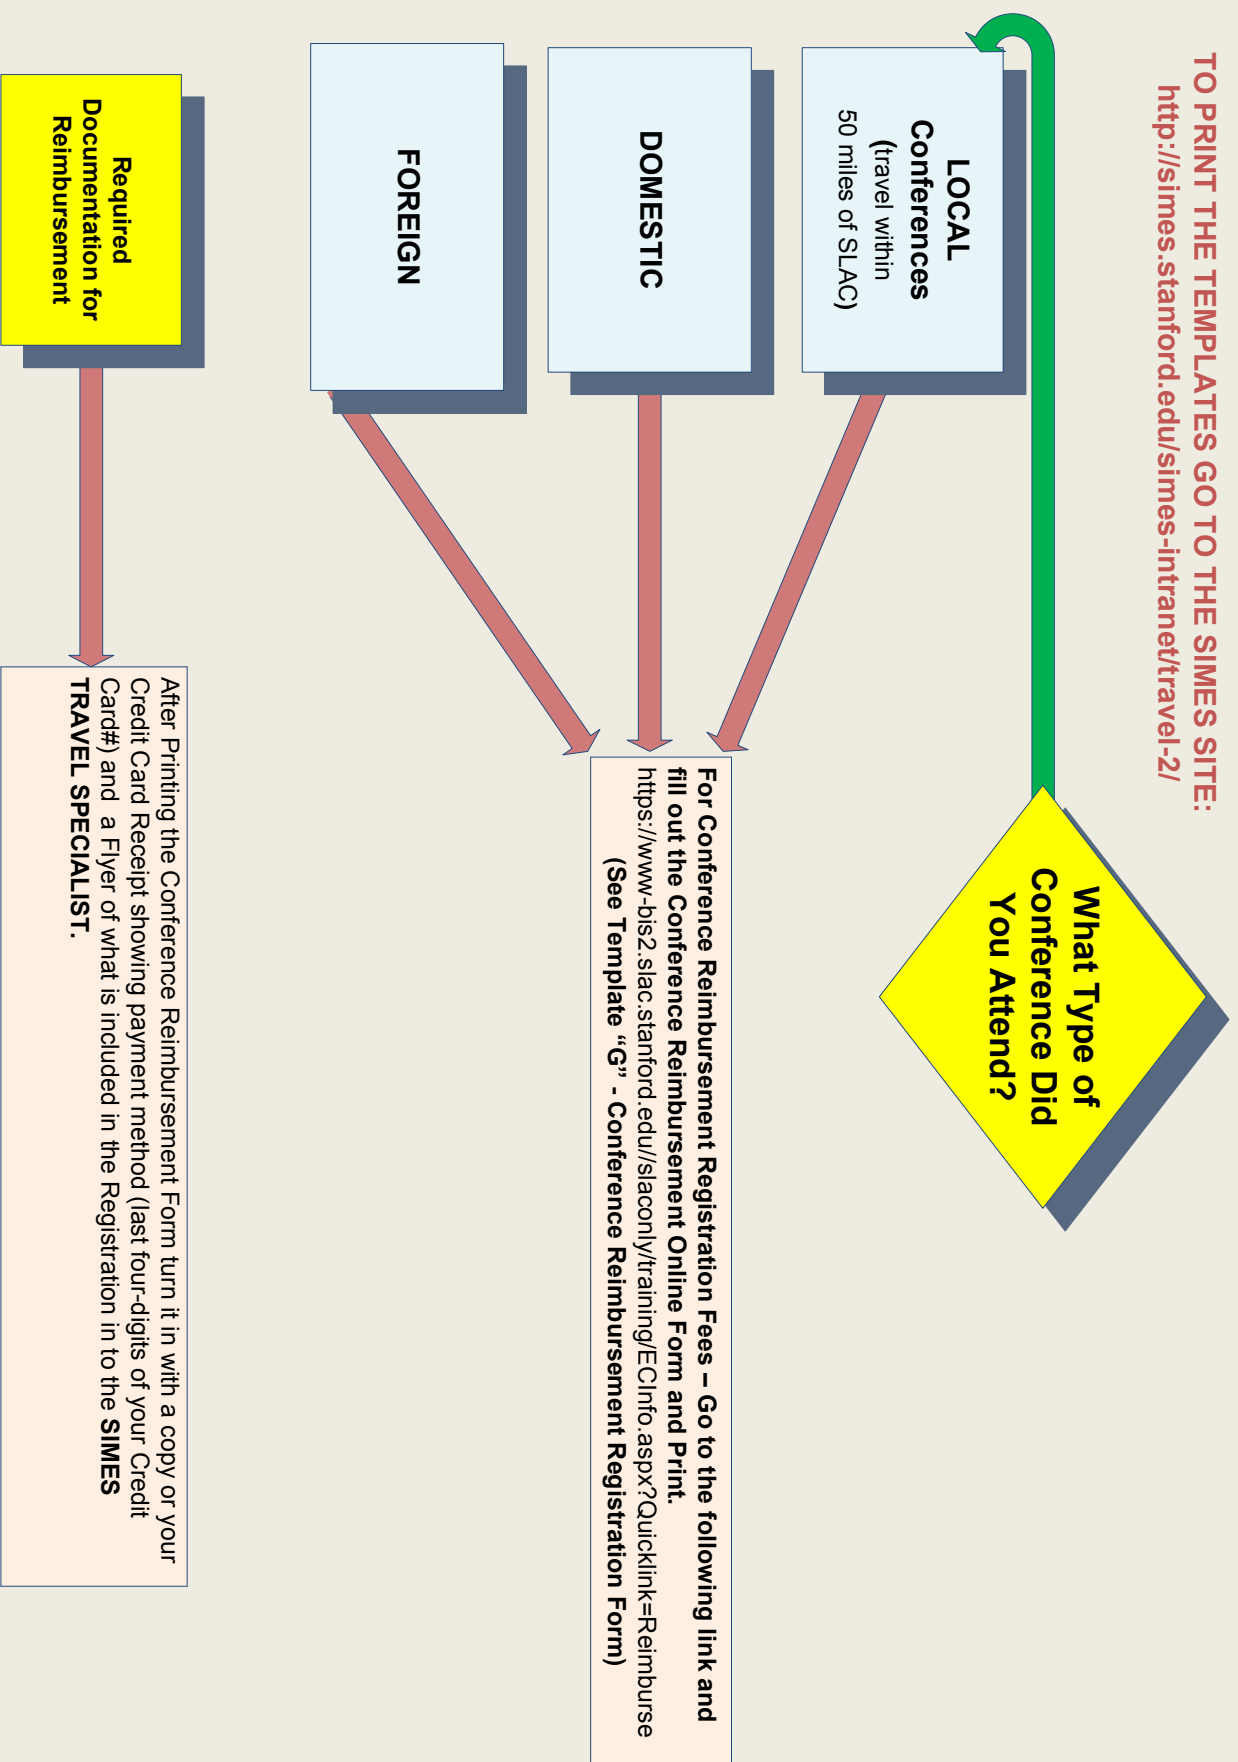 TO PRINT THE TEMPLATES GO TO THE SIMES SITE:
http://simes.stanford.edu/simes-intranet/travel-2/
What Type of
Conference Did
You Attend?
LOCAL
Conferences
(travel within
50 miles of SLAC)
DOMESTIC
FOREIGN
For Conference Reimbursement Registration Fees – Go to the following link and
fill out the Conference Reimbursement Online Form and Print.
https://www-bis2.slac.stanford.edu//slaconly/training/ECInfo.aspx?Quicklink=Reimburse
(See Template “G” - Conference Reimbursement Registration Form)
Required
Documentation for
Reimbursement
After Printing the Conference Reimbursement Form turn it in with a copy or your
Credit Card Receipt showing payment method (last four-digits of your Credit
Card#) and  a Flyer of what is included in the Registration in to the SIMES
TRAVEL SPECIALIST.